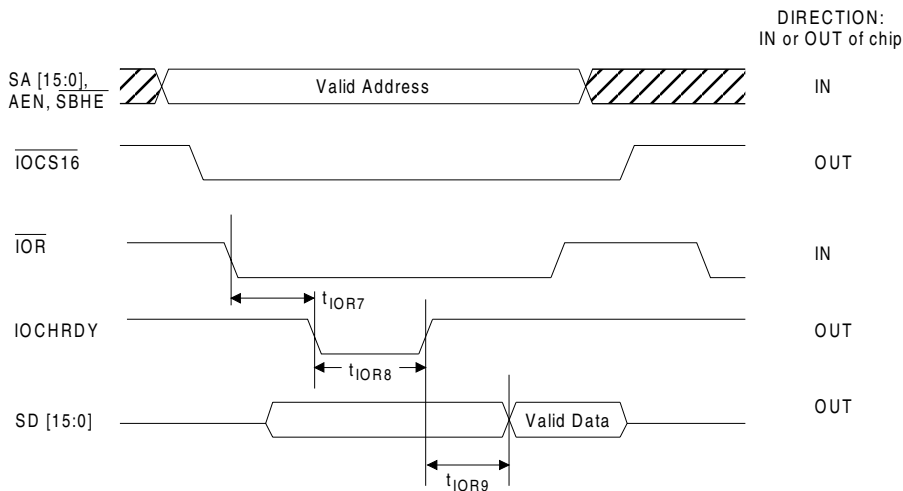 DIRECTION:
IN or OUT of chip
SA [15:0],
AEN, SBHE
Valid Address
IN
IOCS16
OUT
IOR
IN
tIOR7
IOCHRDY
OUT
tIOR8
SD [15:0]
Valid Data
OUT
tIOR9